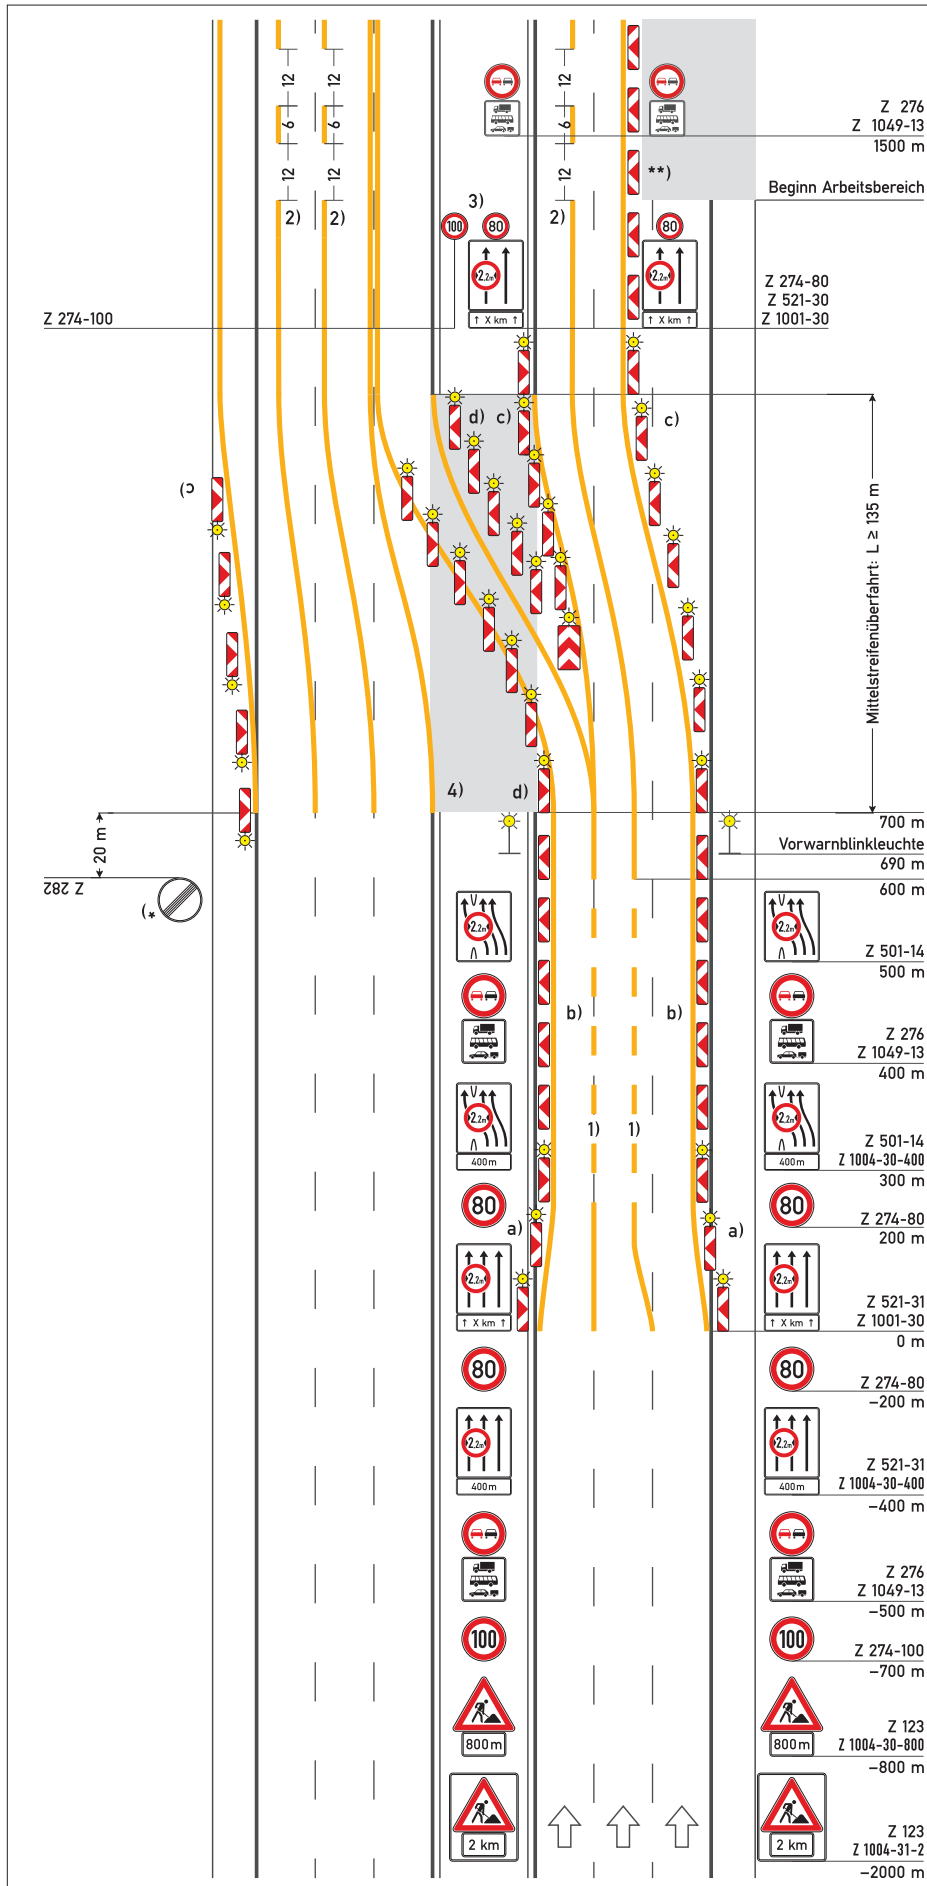 12 12 12
6 6 6
12 12 12
Z 276
Z 1049-13
1500 m
**)
Beginn Arbeitsbereich
3)
2) 2) 2)
100 80 80
2.2m 2.2m
Z 274-80
Z 521-30
Z 1001-30
↑ X km ↑ ↑ X km ↑
Z 274-100
d) c) c)
c)
Mittelstreifenüberfahrt: L ≥ 135 m
4) d)
700 m
Vorwarnblinkleuchte
690 m
20 m
600 m
Z 282
*)
2.2m 2.2m
Z 501-14
500 m
b) b)
Z 276
Z 1049-13
400 m
2.2m 2.2m
1) 1)
Z 501-14
400 m 400 m
Z 1004-30-400
300 m
80 80
Z 274-80
200 m
a) a)
2.2m 2.2m
Z 521-31
↑ X km ↑ ↑ X km ↑
Z 1001-30
0 m
80 80
Z 274-80
–200 m
2.2m 2.2m
Z 521-31
400 m 400 m
Z 1004-30-400
–400 m
Z 276
Z 1049-13
–500 m
100 100
Z 274-100
–700 m
Z 123
800 m 800 m
Z 1004-30-800
–800 m
Z 123
2 km 2 km
Z 1004-31-2
–2000 m